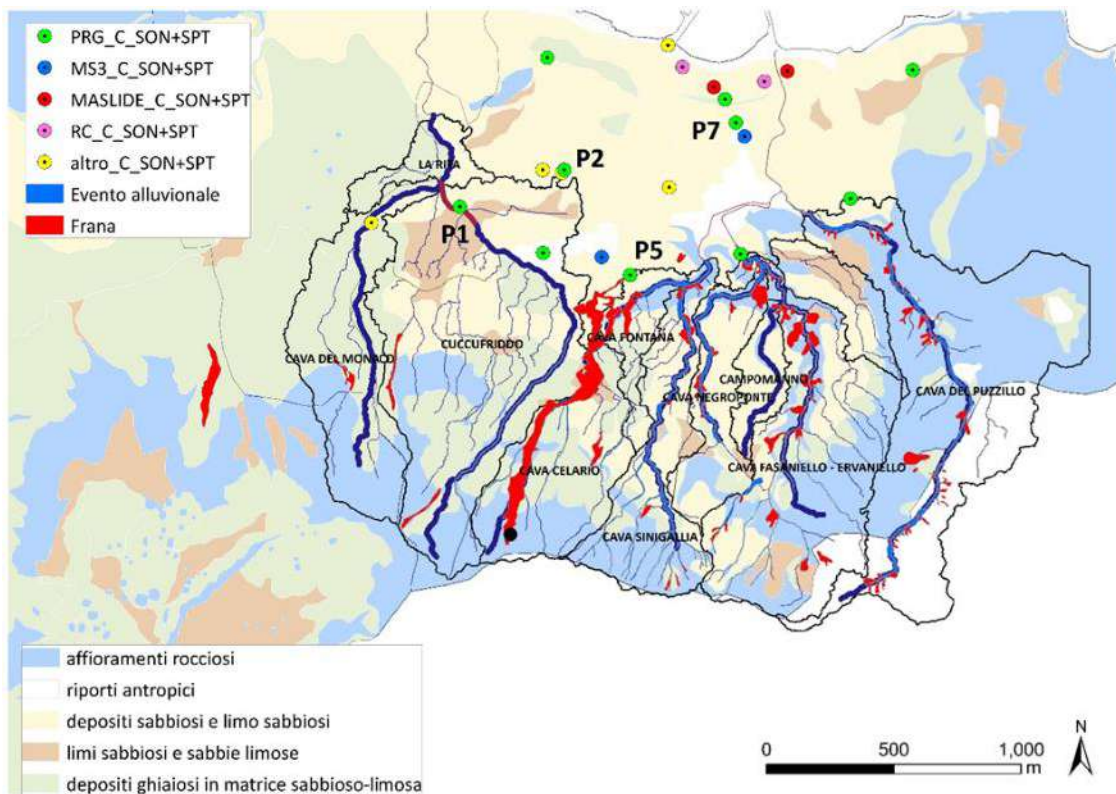 PRG_C_SON+SPT
MS3_C_SON+SPT
MASLIDE_C_SON+SPT
RC_C_SON+SPT
altro_C_SON+SPT
Evento alluvionale
Frana
P7
P2
LA RITA
P1
P5
CAVA DEL MONACO
CUCCUFRIDDO
CAVA FONTANA
CAMPOMANNO
CAVA NEGROPONTE
CAVA DEL PUZZILLO
CAVA CELARIO
CAVA FASANIELLO - ERVANIELLO
CAVA SINIGALLIA
affioramenti rocciosi
riporti antropici
depositi sabbiosi e limo sabbiosi
limi sabbiosi e sabbie limose
depositi ghiaiosi in matrice sabbioso-limosa
N
0 500 1,000
m